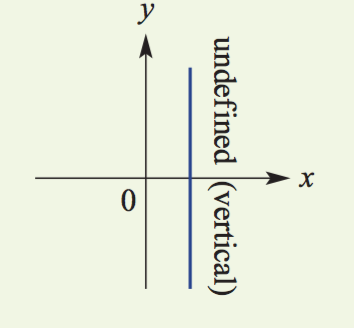 y
undefined (vertical)
x
0